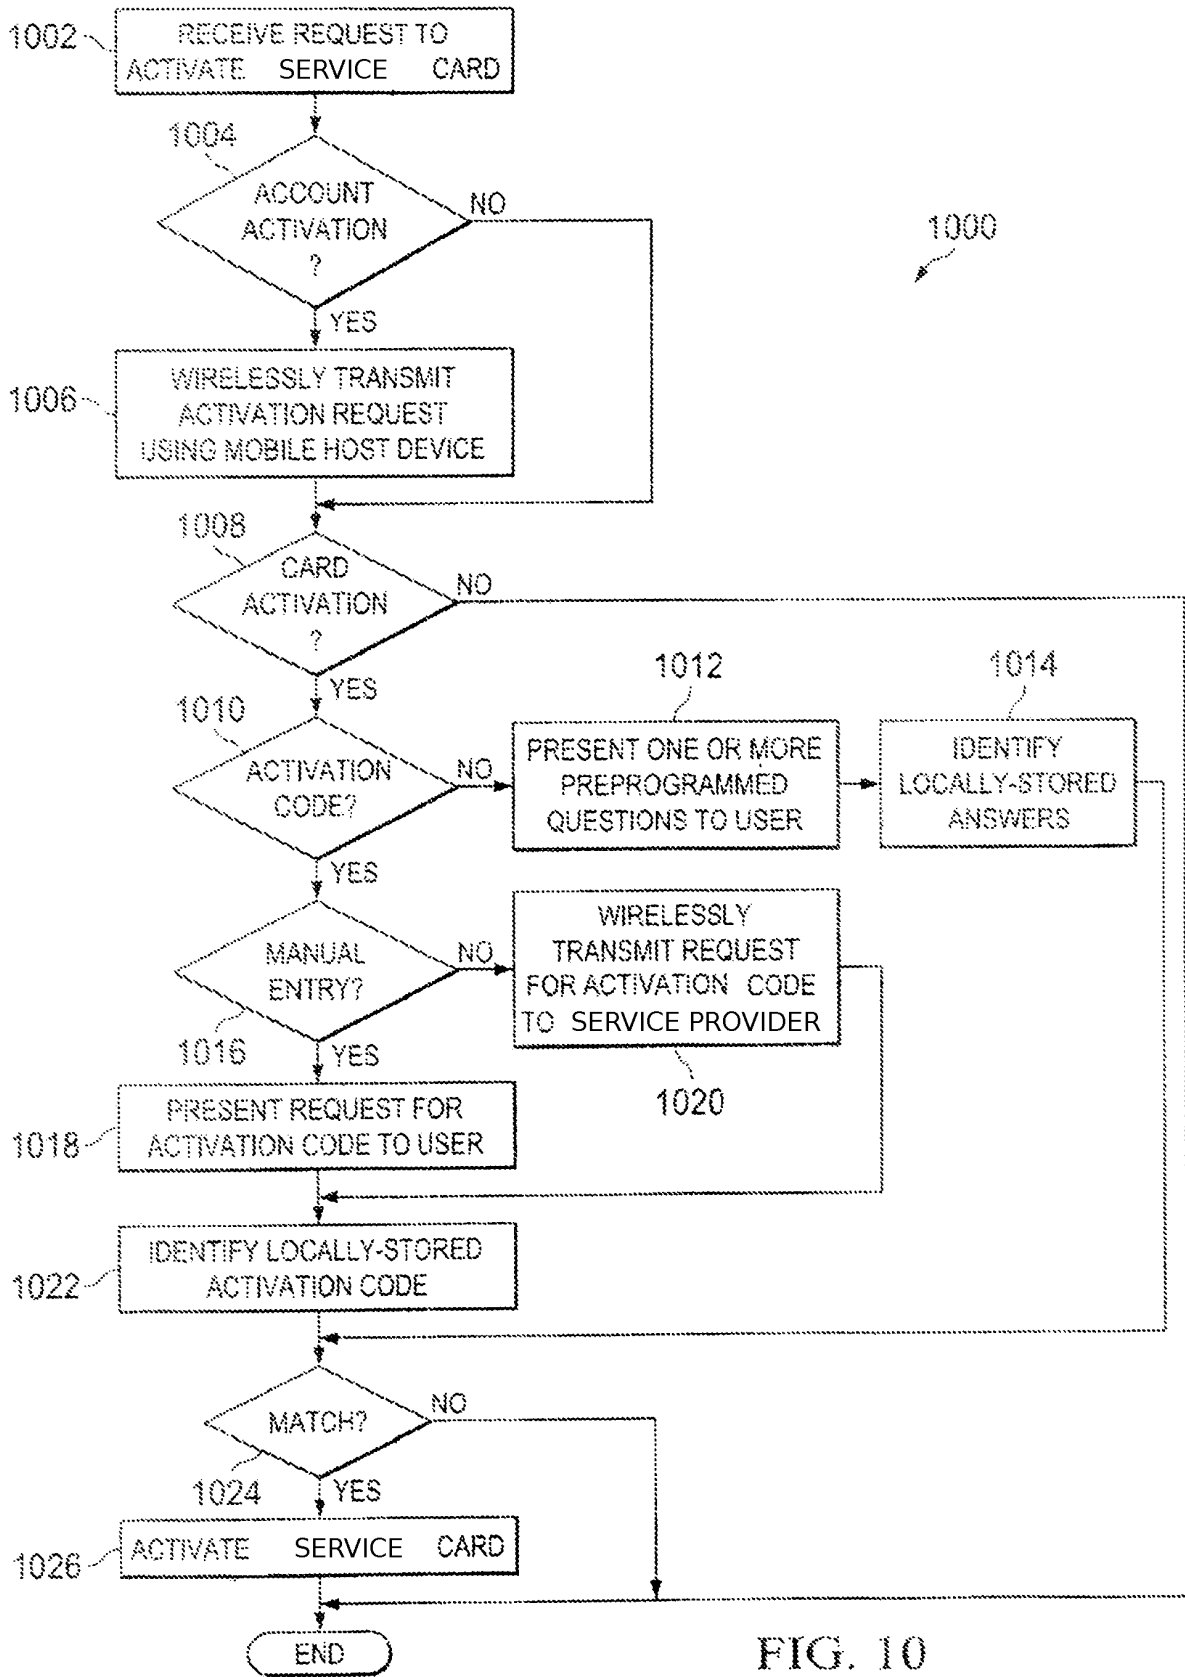 1002
RECEIVE REQUEST TO
ACTIVATE SERVICE CARD
1004
ACCOUNT
ACTIVATION
?
NO
YES
1000
1006
WIRELESSLY TRANSMIT
ACTIVATION REQUEST
USING MOBILE HOST DEVICE
1008
CARD
ACTIVATION
?
NO
YES
1010
ACTIVATION
CODE?
NO
YES
1012
PRESENT ONE OR MORE
PREPROGRAMMED
QUESTIONS TO USER
1014
IDENTIFY
LOCALLY-STORED
ANSWERS
MANUAL
ENTRY?
NO
1016
YES
WIRELESSLY
TRANSMIT REQUEST
FOR ACTIVATION CODE
TO SERVICE PROVIDER
1020
1018
PRESENT REQUEST FOR
ACTIVATION CODE TO USER
1022
IDENTIFY LOCALLY-STORED
ACTIVATION CODE
MATCH?
NO
1024
YES
1026
ACTIVATE SERVICE CARD
END
FIG. 10